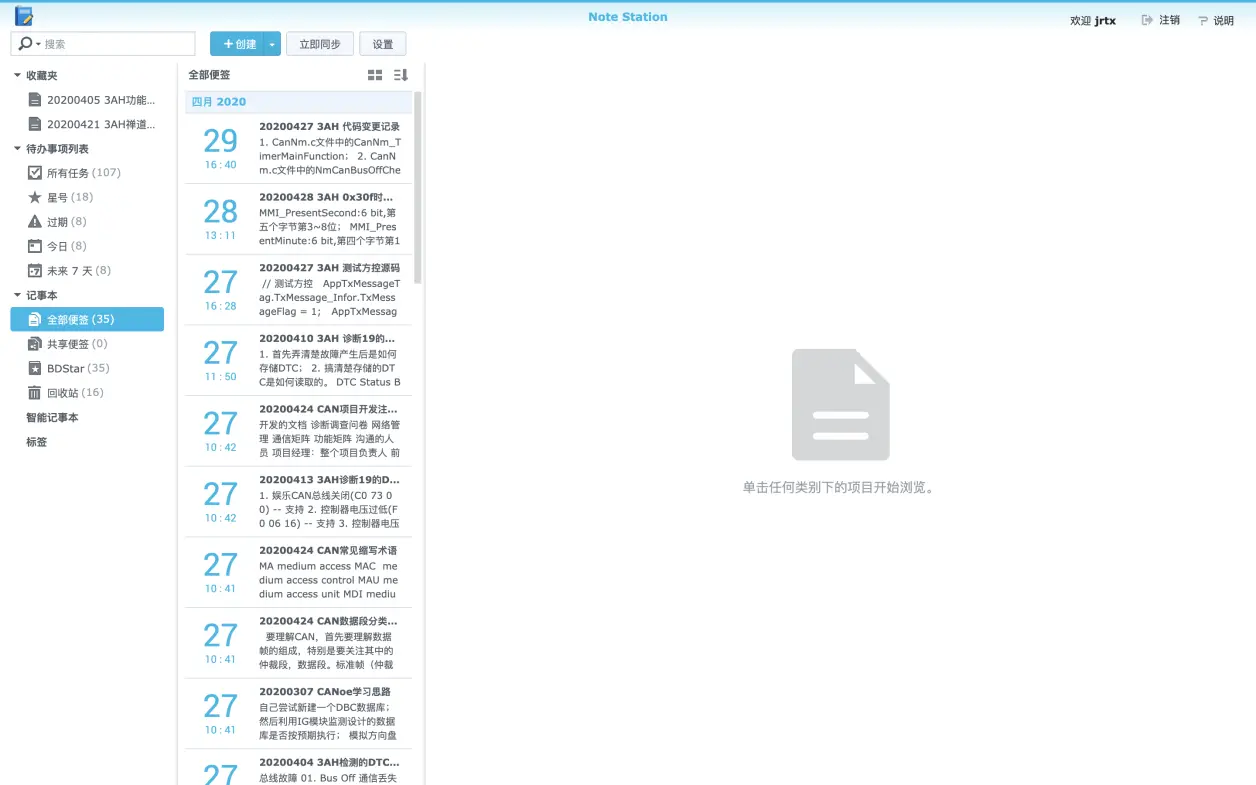 Note Station
欢迎 jrtx
注销
说明
搜索
创建
立即同步
设置
收藏夹
20200405 3AH功能...
20200421 3AH禅道...
待办事项列表
所有任务 (107)
星号 (18)
过期 (8)
今日 (8)
未来 7 天 (8)
记事本
全部便签 (35)
共享便签 (0)
BDStar (35)
回收站 (16)
智能记事本
标签
全部便签
四月 2020
29
16 : 40
20200427 3AH 代码变更记录
1. CanNm.c文件中的CanNm_T
imerMainFunction； 2. CanN
m.c文件中的NmCanBusOffChe
28
13 : 11
20200428 3AH 0x30f时...
MMI_PresentSecond:6 bit,第
五个字节第3~8位； MMI_Pres
entMinute:6 bit,第四个字节第1
27
16 : 28
20200427 3AH 测试方控源码
// 测试方控 AppTxMessageT
ag.TxMessage_Infor.TxMess
ageFlag = 1; AppTxMessag
27
11 : 50
20200410 3AH 诊断19的...
1. 首先弄清楚故障产生后是如何
存储DTC； 2. 搞清楚存储的DT
C是如何读取的。 DTC Status B
27
10 : 42
20200424 CAN项目开发注...
开发的文档 诊断调查问卷 网络管
理 通信矩阵 功能矩阵 沟通的人
员 项目经理：整个项目负责人 前
27
10 : 42
20200413 3AH诊断19的D...
1. 娱乐CAN总线关闭(C0 73 0
0) -- 支持 2. 控制器电压过低(F
0 06 16) -- 支持 3. 控制器电压
27
10 : 41
20200424 CAN常见缩写术语
MA medium access MAC me
dium access control MAU me
dium access unit MDI mediu
27
10 : 41
20200424 CAN数据段分类...
要理解CAN，首先要理解数据
帧的组成，特别是要关注其中的
仲裁段，数据段。标准帧（仲裁
27
10 : 41
20200307 CANoe学习思路
自己尝试新建一个DBC数据库；
然后利用IG模块监测设计的数据
库是否按预期执行； 模拟方向盘
27
20200404 3AH检测的DTC...
总线故障 01. Bus Off 通信丢失
单击任何类别下的项目开始浏览。